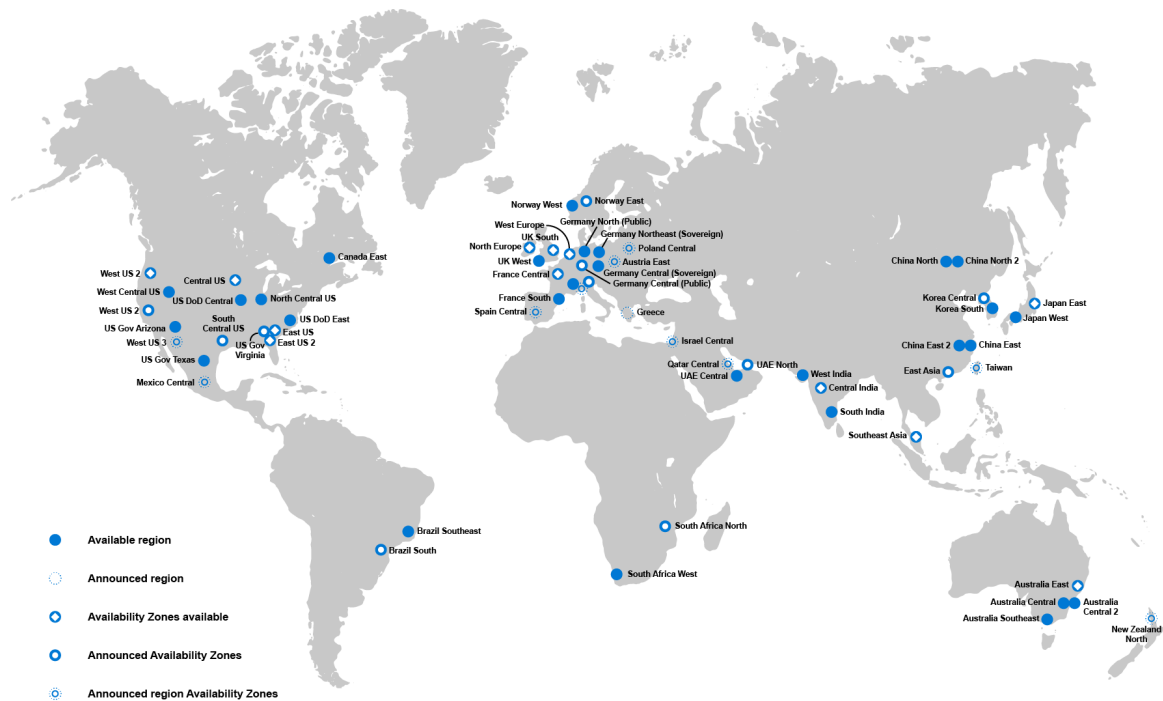 Norway West
Norway East
Germany North (Public)
West Europe
Germany Northeast (Sovereign)
UK South
North Europe
Poland Central
UK West
Austria East
France Central
Germany Central (Sovereign)
Germany Central (Public)
France South
Spain Central
Greece
Israel Central
Qatar Central
UAE North
UAE Central
Canada East
West US 2
Central US
West Central US
US DoD Central
North Central US
West US 2
South
Central US
US DoD East
US Gov Arizona
East US
West US 3
US Gov
Virginia
East US 2
US Gov Texas
Mexico Central
China North
China North 2
Korea Central
Korea South
Japan East
Japan West
China East 2
China East
East Asia
Taiwan
West India
Central India
South India
Southeast Asia
Brazil Southeast
Brazil South
South Africa North
South Africa West
Australia East
Australia Central
Australia
Central 2
Australia Southeast
New Zealand
North
Available region
Announced region
Availability Zones available
Announced Availability Zones
Announced region Availability Zones